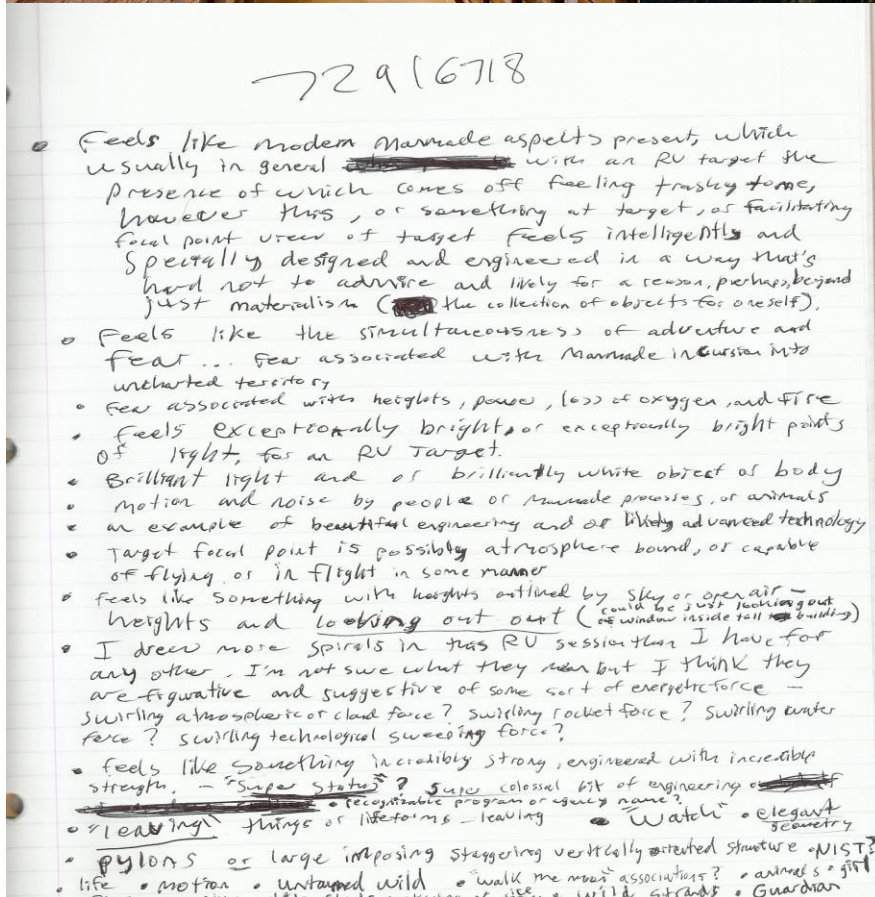 72916718
• Feels like modern manmade aspects present, which
usually in general with an RV target the
presence of which comes off feeling trashy to me,
however this, or something at target, or facilitating
focal point view of target feels intelligently and
specially designed and engineered in a way that's
hard not to admire and likely for a reason, perhaps, beyond
just materialism (the collection of objects for oneself).
• Feels like the simultaneousness of adventure and
fear... Fear associated with manmade incursion into
uncharted territory
• Fear associated with heights, power, loss of oxygen, and fire
• feels exceptionally bright, or exceptionally bright points
of light, for an RV Target.
• Brilliant light and or brilliantly white object or body
• motion and noise by people or manmade processes, or animals
• an example of beautiful engineering and or likely advanced technology
• Target focal point is possibly atmosphere bound, or capable
of flying or in flight in some manner
• feels like something with heights outlined by sky or open air –
heights and looking out out (could be just looking out
of window inside tall building)
• I drew more spirals in this RV session than I have for
any other. I'm not sure what they mean but I think they
are figurative and suggestive of some sort of energetic force –
swirling atmospheric or cloud force? swirling rocket force? swirling water
force? swirling technological sweeping force?
• feels like something incredibly strong, engineered with incredible
strength. – "Super Status"? Super colossal bit of engineering
• recognizable program or agency name?
• "leaving" things or lifeforms – leaving • "Watch" • elegant
geometry
• pylons or large imposing staggering vertically oriented structure • NIST?
• life • motion • untamed wild • "walk the moon" associations? • animals • girl
ice wild strands • Guardian